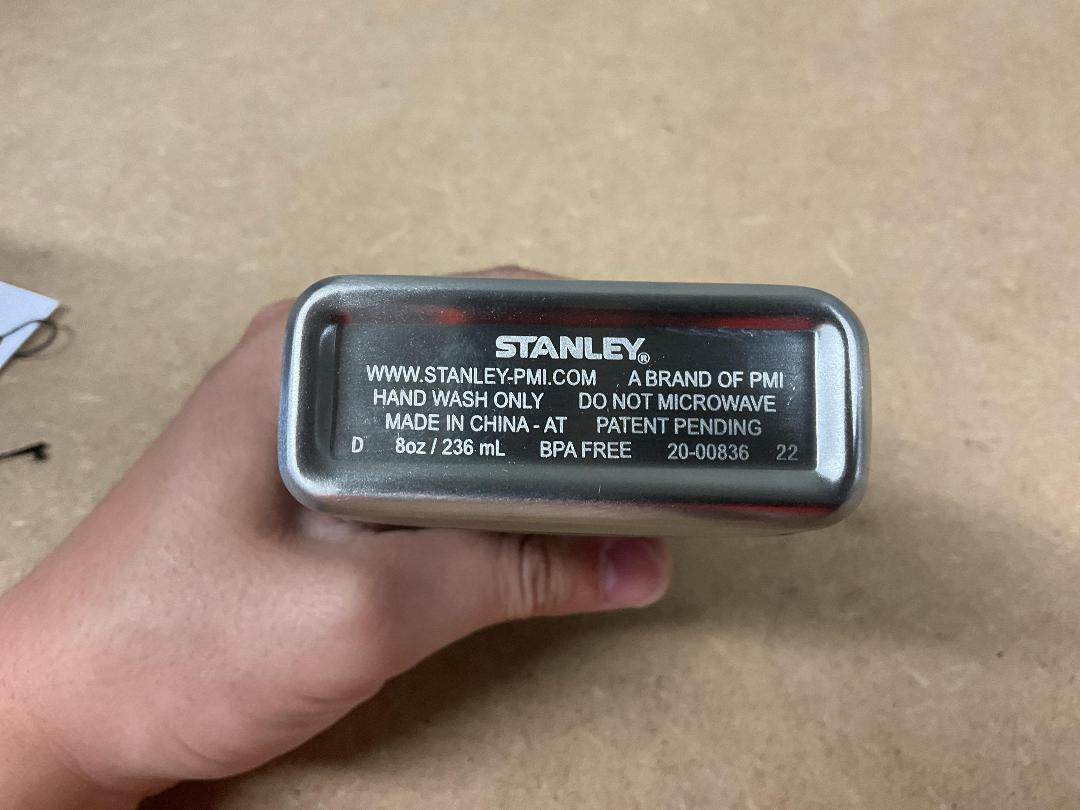 STANLEY®
WWW.STANLEY-PMI.COM A BRAND OF PMI
HAND WASH ONLY DO NOT MICROWAVE
MADE IN CHINA - AT PATENT PENDING
D 8oz / 236 mL BPA FREE 20-00836 22